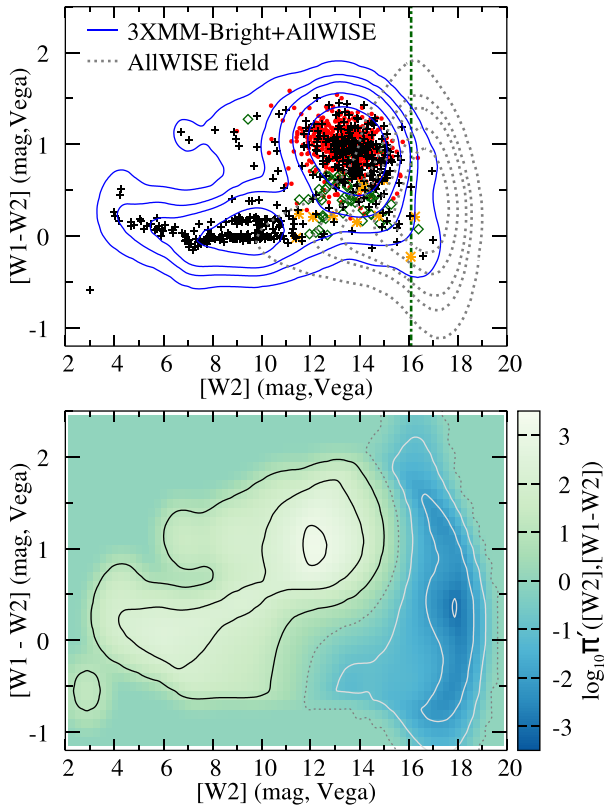 3XMM-Bright+AllWISE
AllWISE field
2
1
0
-1
[W1-W2] (mag,Vega)
2 4 6 8 10 12 14 16 18 20
[W2] (mag,Vega)
2
1
0
-1
[W1 - W2] (mag, Vega)
2 4 6 8 10 12 14 16 18 20
[W2] (mag, Vega)
3
2
1
0
-1
-2
-3
log₁₀Π′([W2],[W1-W2])